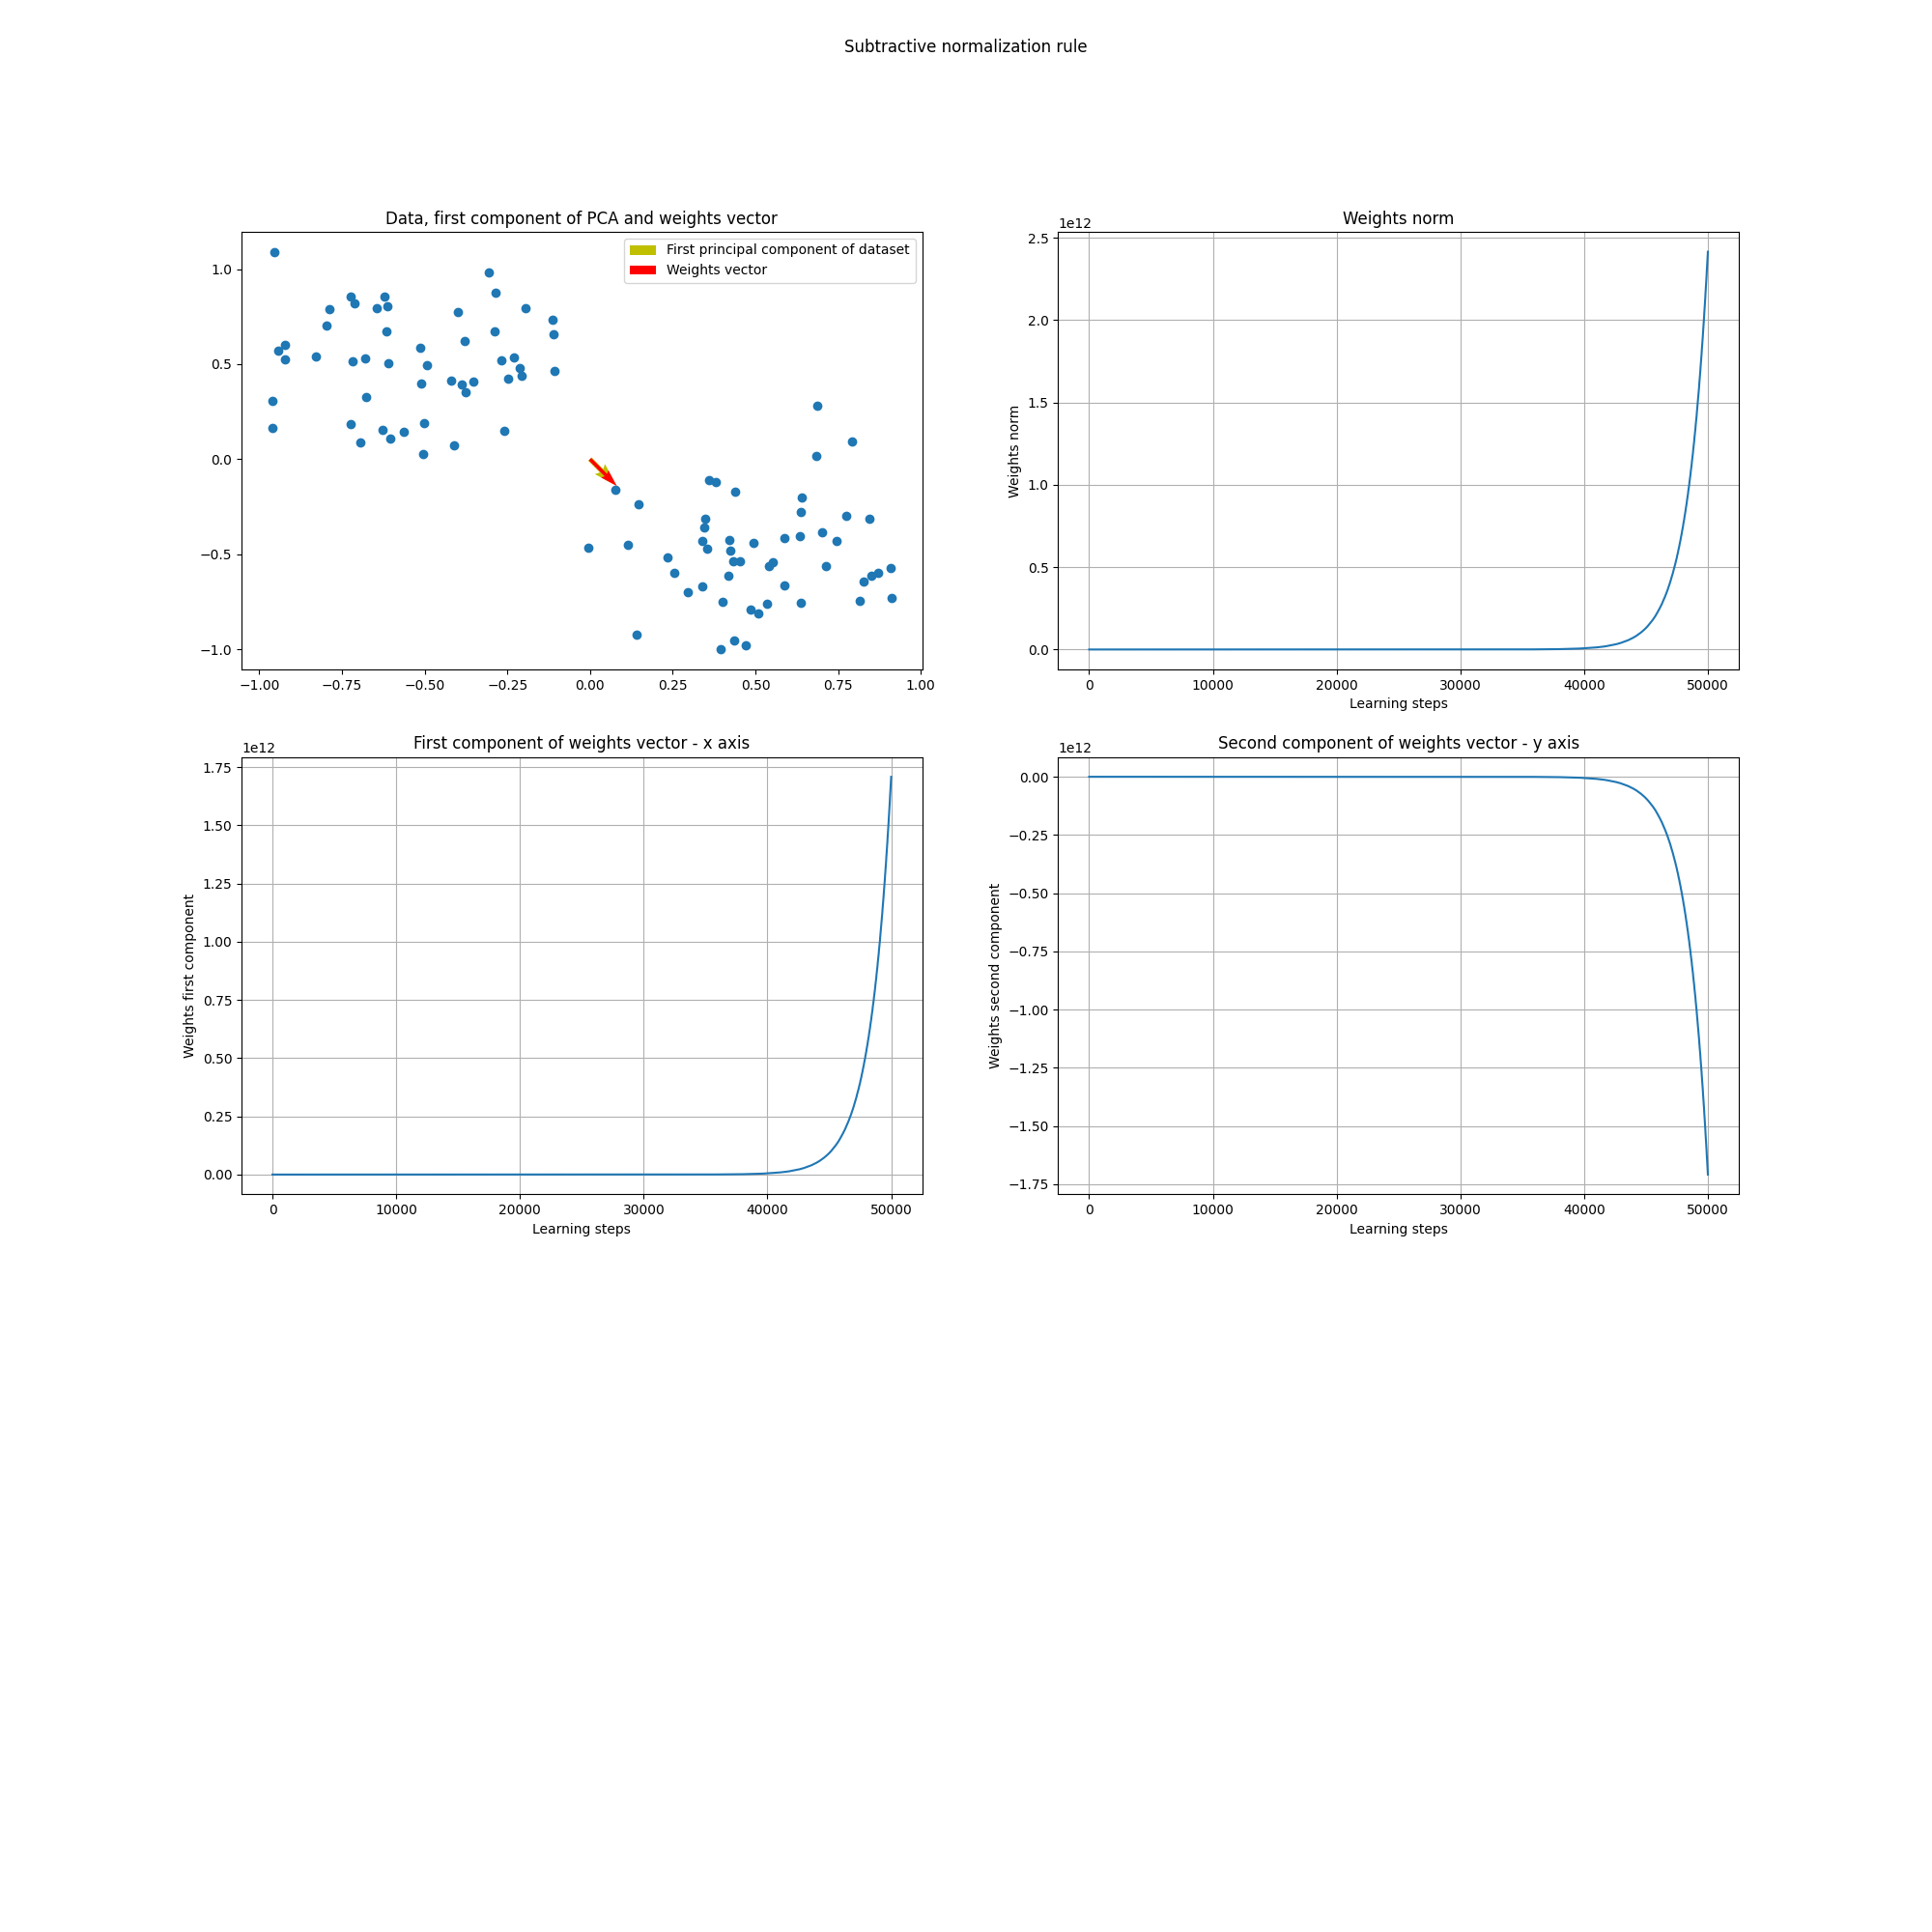 Subtractive normalization rule
Data, first component of PCA and weights vector
First principal component of dataset
Weights vector
1.0
0.5
0.0
−0.5
−1.0
−1.00 −0.75 −0.50 −0.25 0.00 0.25 0.50 0.75 1.00
Weights norm
1e12
2.5
2.0
1.5
1.0
0.5
0.0
Weights norm
0 10000 20000 30000 40000 50000
Learning steps
First component of weights vector - x axis
1e12
1.75
1.50
1.25
1.00
0.75
0.50
0.25
0.00
Weights first component
0 10000 20000 30000 40000 50000
Learning steps
Second component of weights vector - y axis
1e12
0.00
−0.25
−0.50
−0.75
−1.00
−1.25
−1.50
−1.75
Weights second component
0 10000 20000 30000 40000 50000
Learning steps